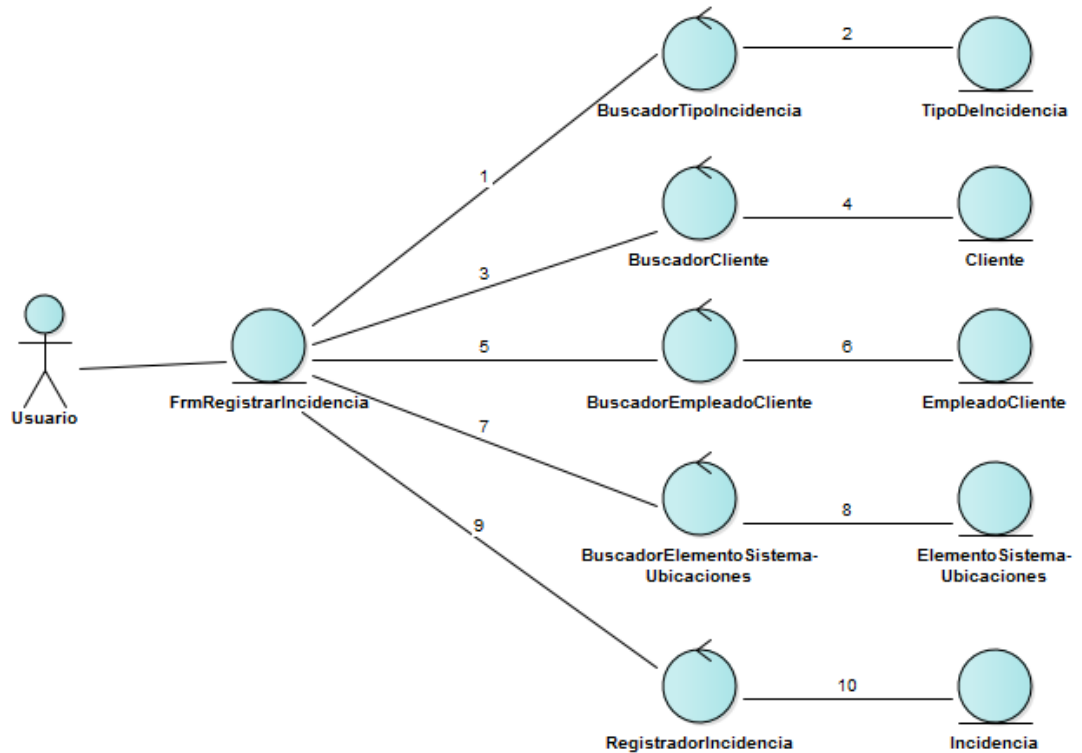 2
BuscadorTipoIncidencia
TipoDeIncidencia
1
4
BuscadorCliente
Cliente
3
5
6
Usuario
FrmRegistrarIncidencia
BuscadorEmpleadoCliente
EmpleadoCliente
7
8
9
BuscadorElementoSistema-
Ubicaciones
ElementoSistema-
Ubicaciones
10
RegistradorIncidencia
Incidencia